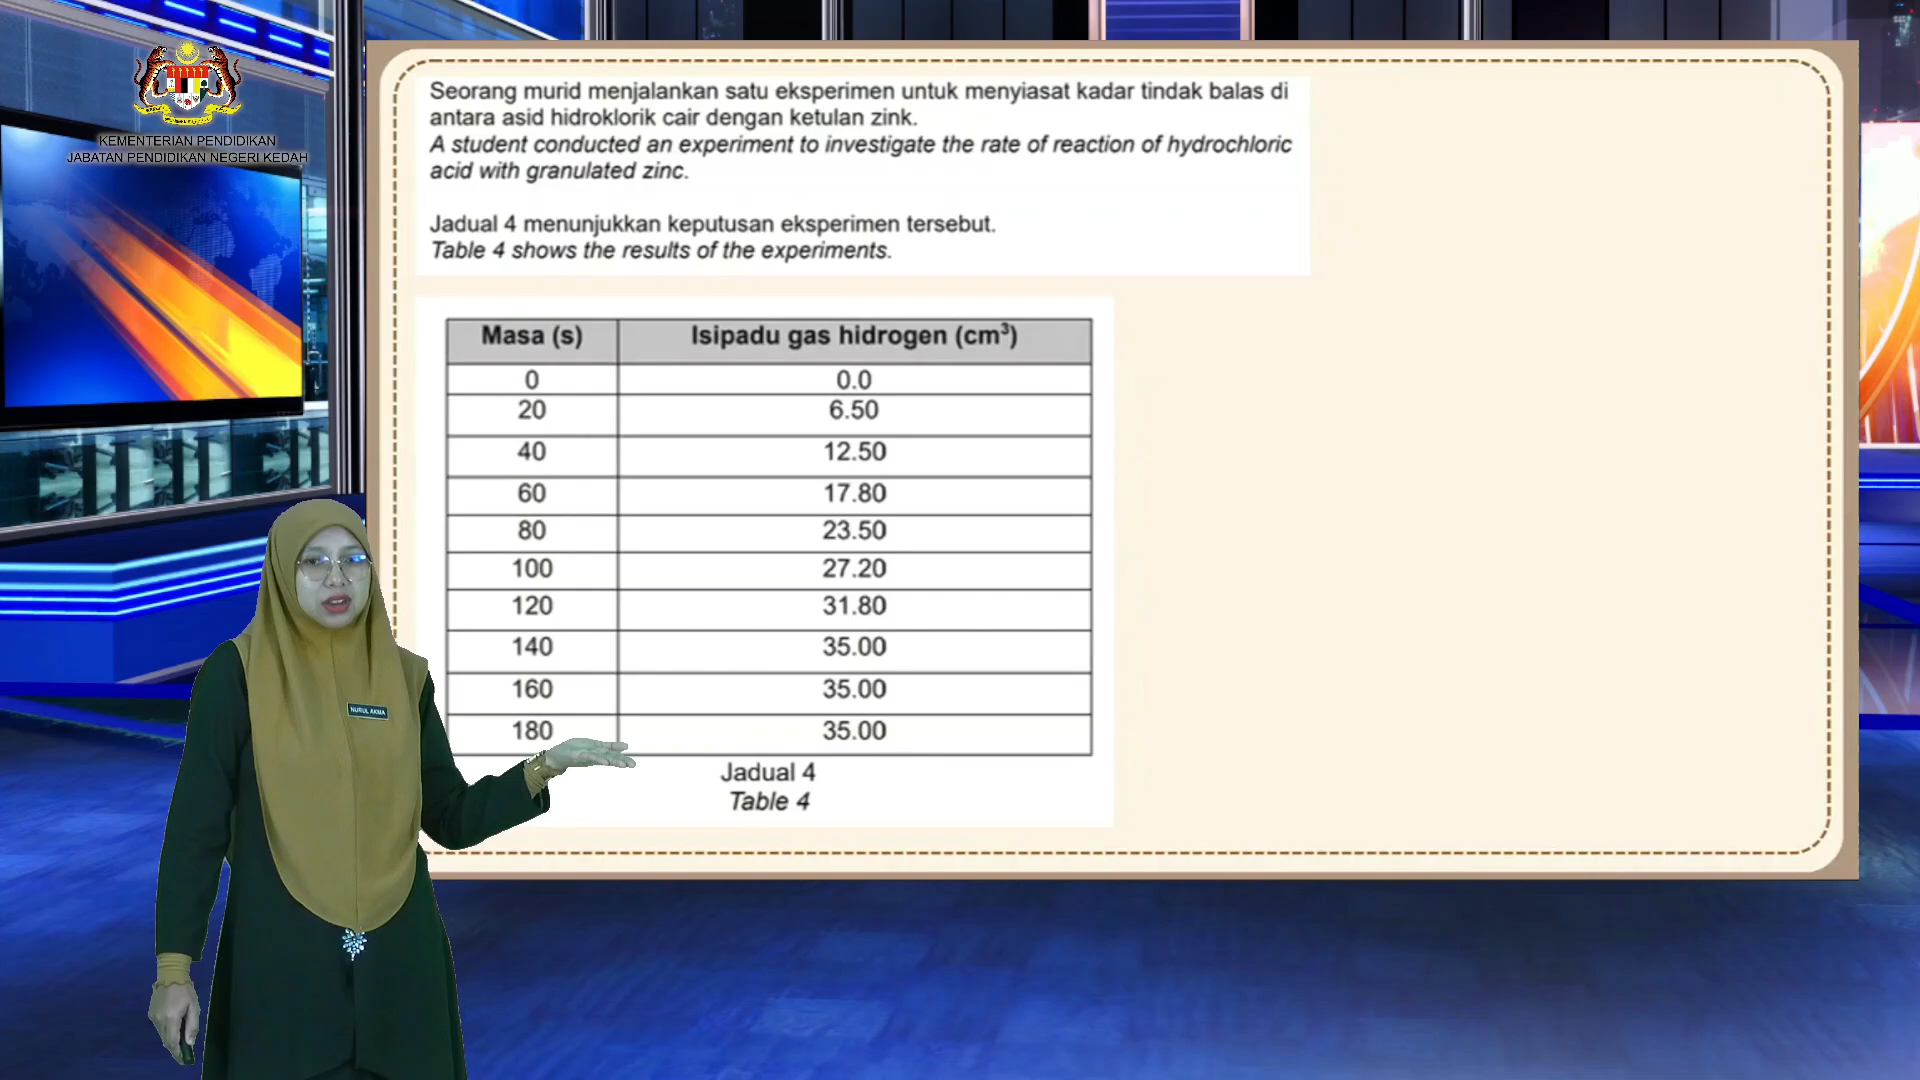 KEMENTERIAN PENDIDIKAN
JABATAN PENDIDIKAN NEGERI KEDAH
Seorang murid menjalankan satu eksperimen untuk menyiasat kadar tindak balas di
antara asid hidroklorik cair dengan ketulan zink.
A student conducted an experiment to investigate the rate of reaction of hydrochloric
acid with granulated zinc.
Jadual 4 menunjukkan keputusan eksperimen tersebut.
Table 4 shows the results of the experiments.
Masa (s) Isipadu gas hidrogen (cm³)
0 0.0
20 6.50
40 12.50
60 17.80
80 23.50
100 27.20
120 31.80
140 35.00
160 35.00
180 35.00
Jadual 4
Table 4
NURUL AKMA